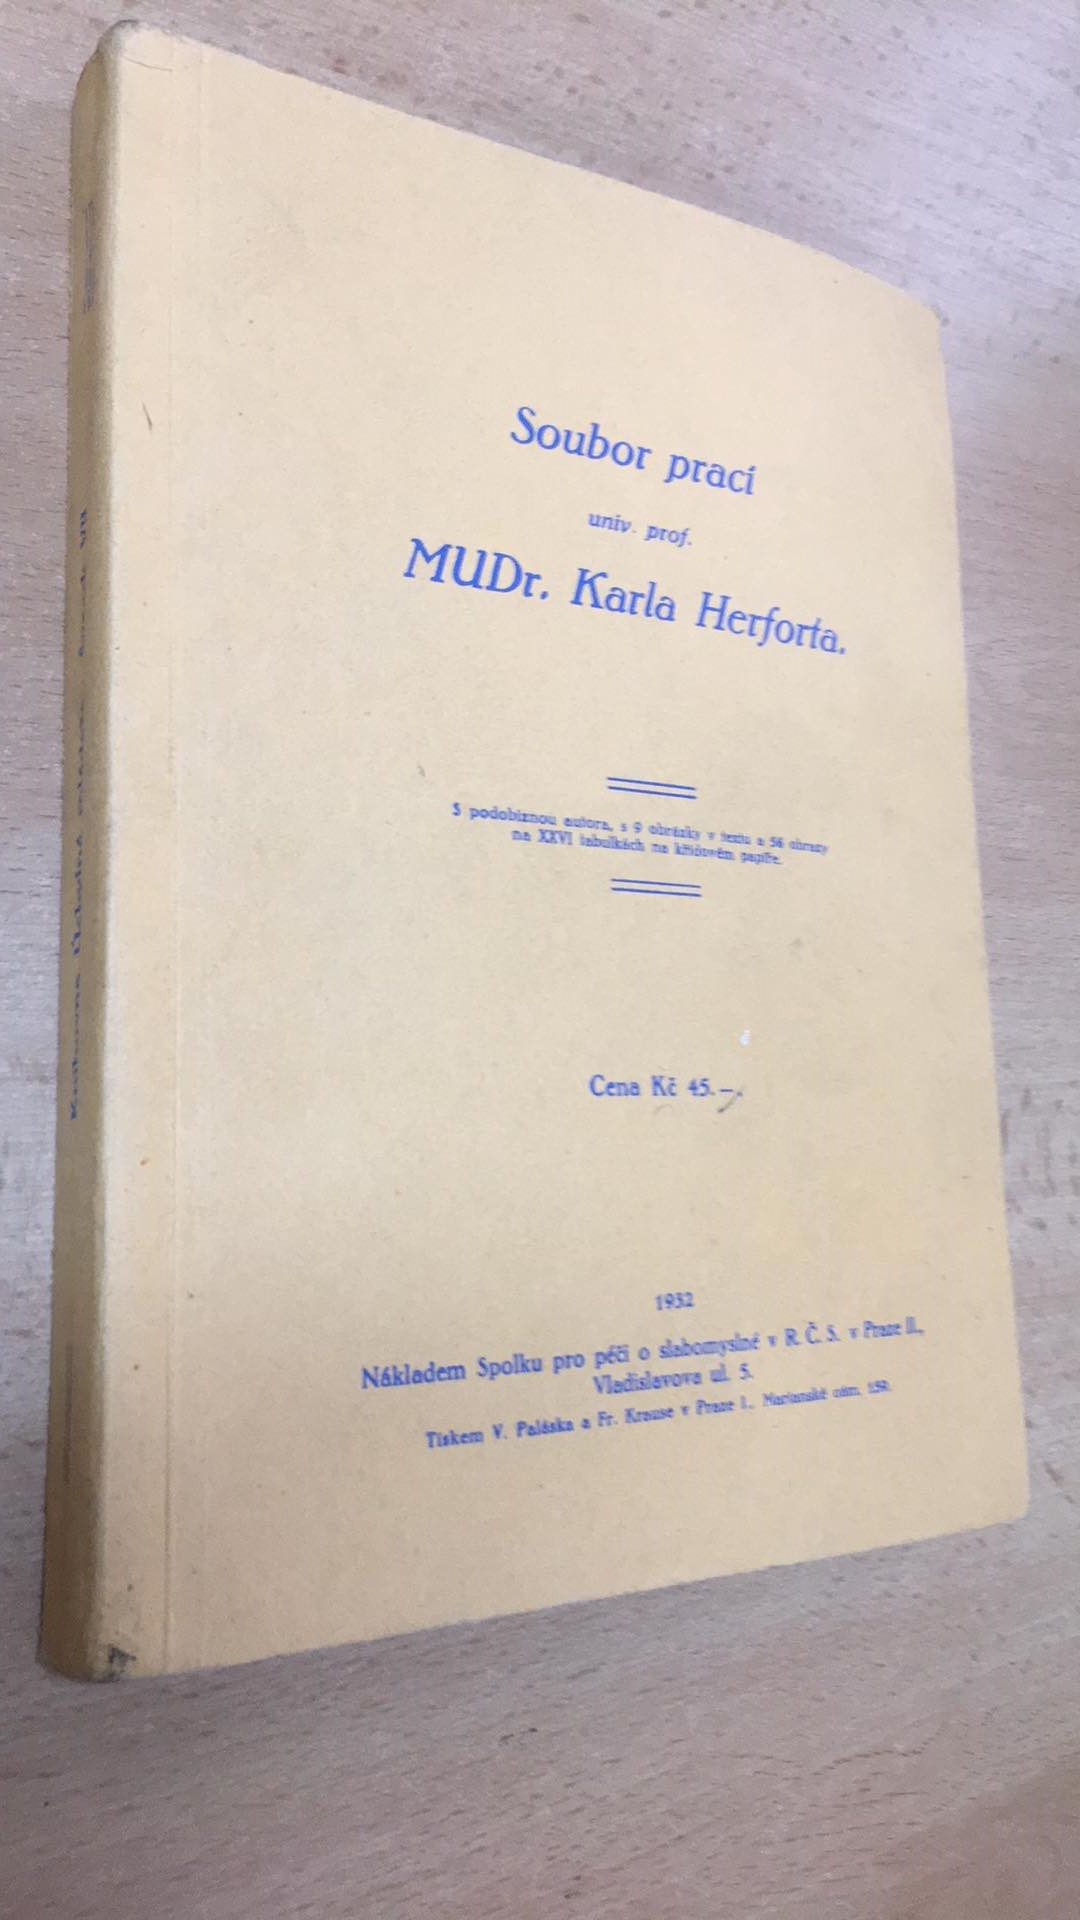 Soubor prací
univ. prof.
MUDr. Karla Herforta.
S podobiznou autora, s 9 obrázky v textu a 56 obrazy
na XXVI tabulkách na křídovém papíře.
Cena Kč 45.–.
1932
Nákladem Spolku pro péči o slabomyslné v R. Č. S. v Praze II.,
Vladislavova ul. 5.
Tiskem V. Paláska a Fr. Krause v Praze I., Marianské nám.
Knihovna